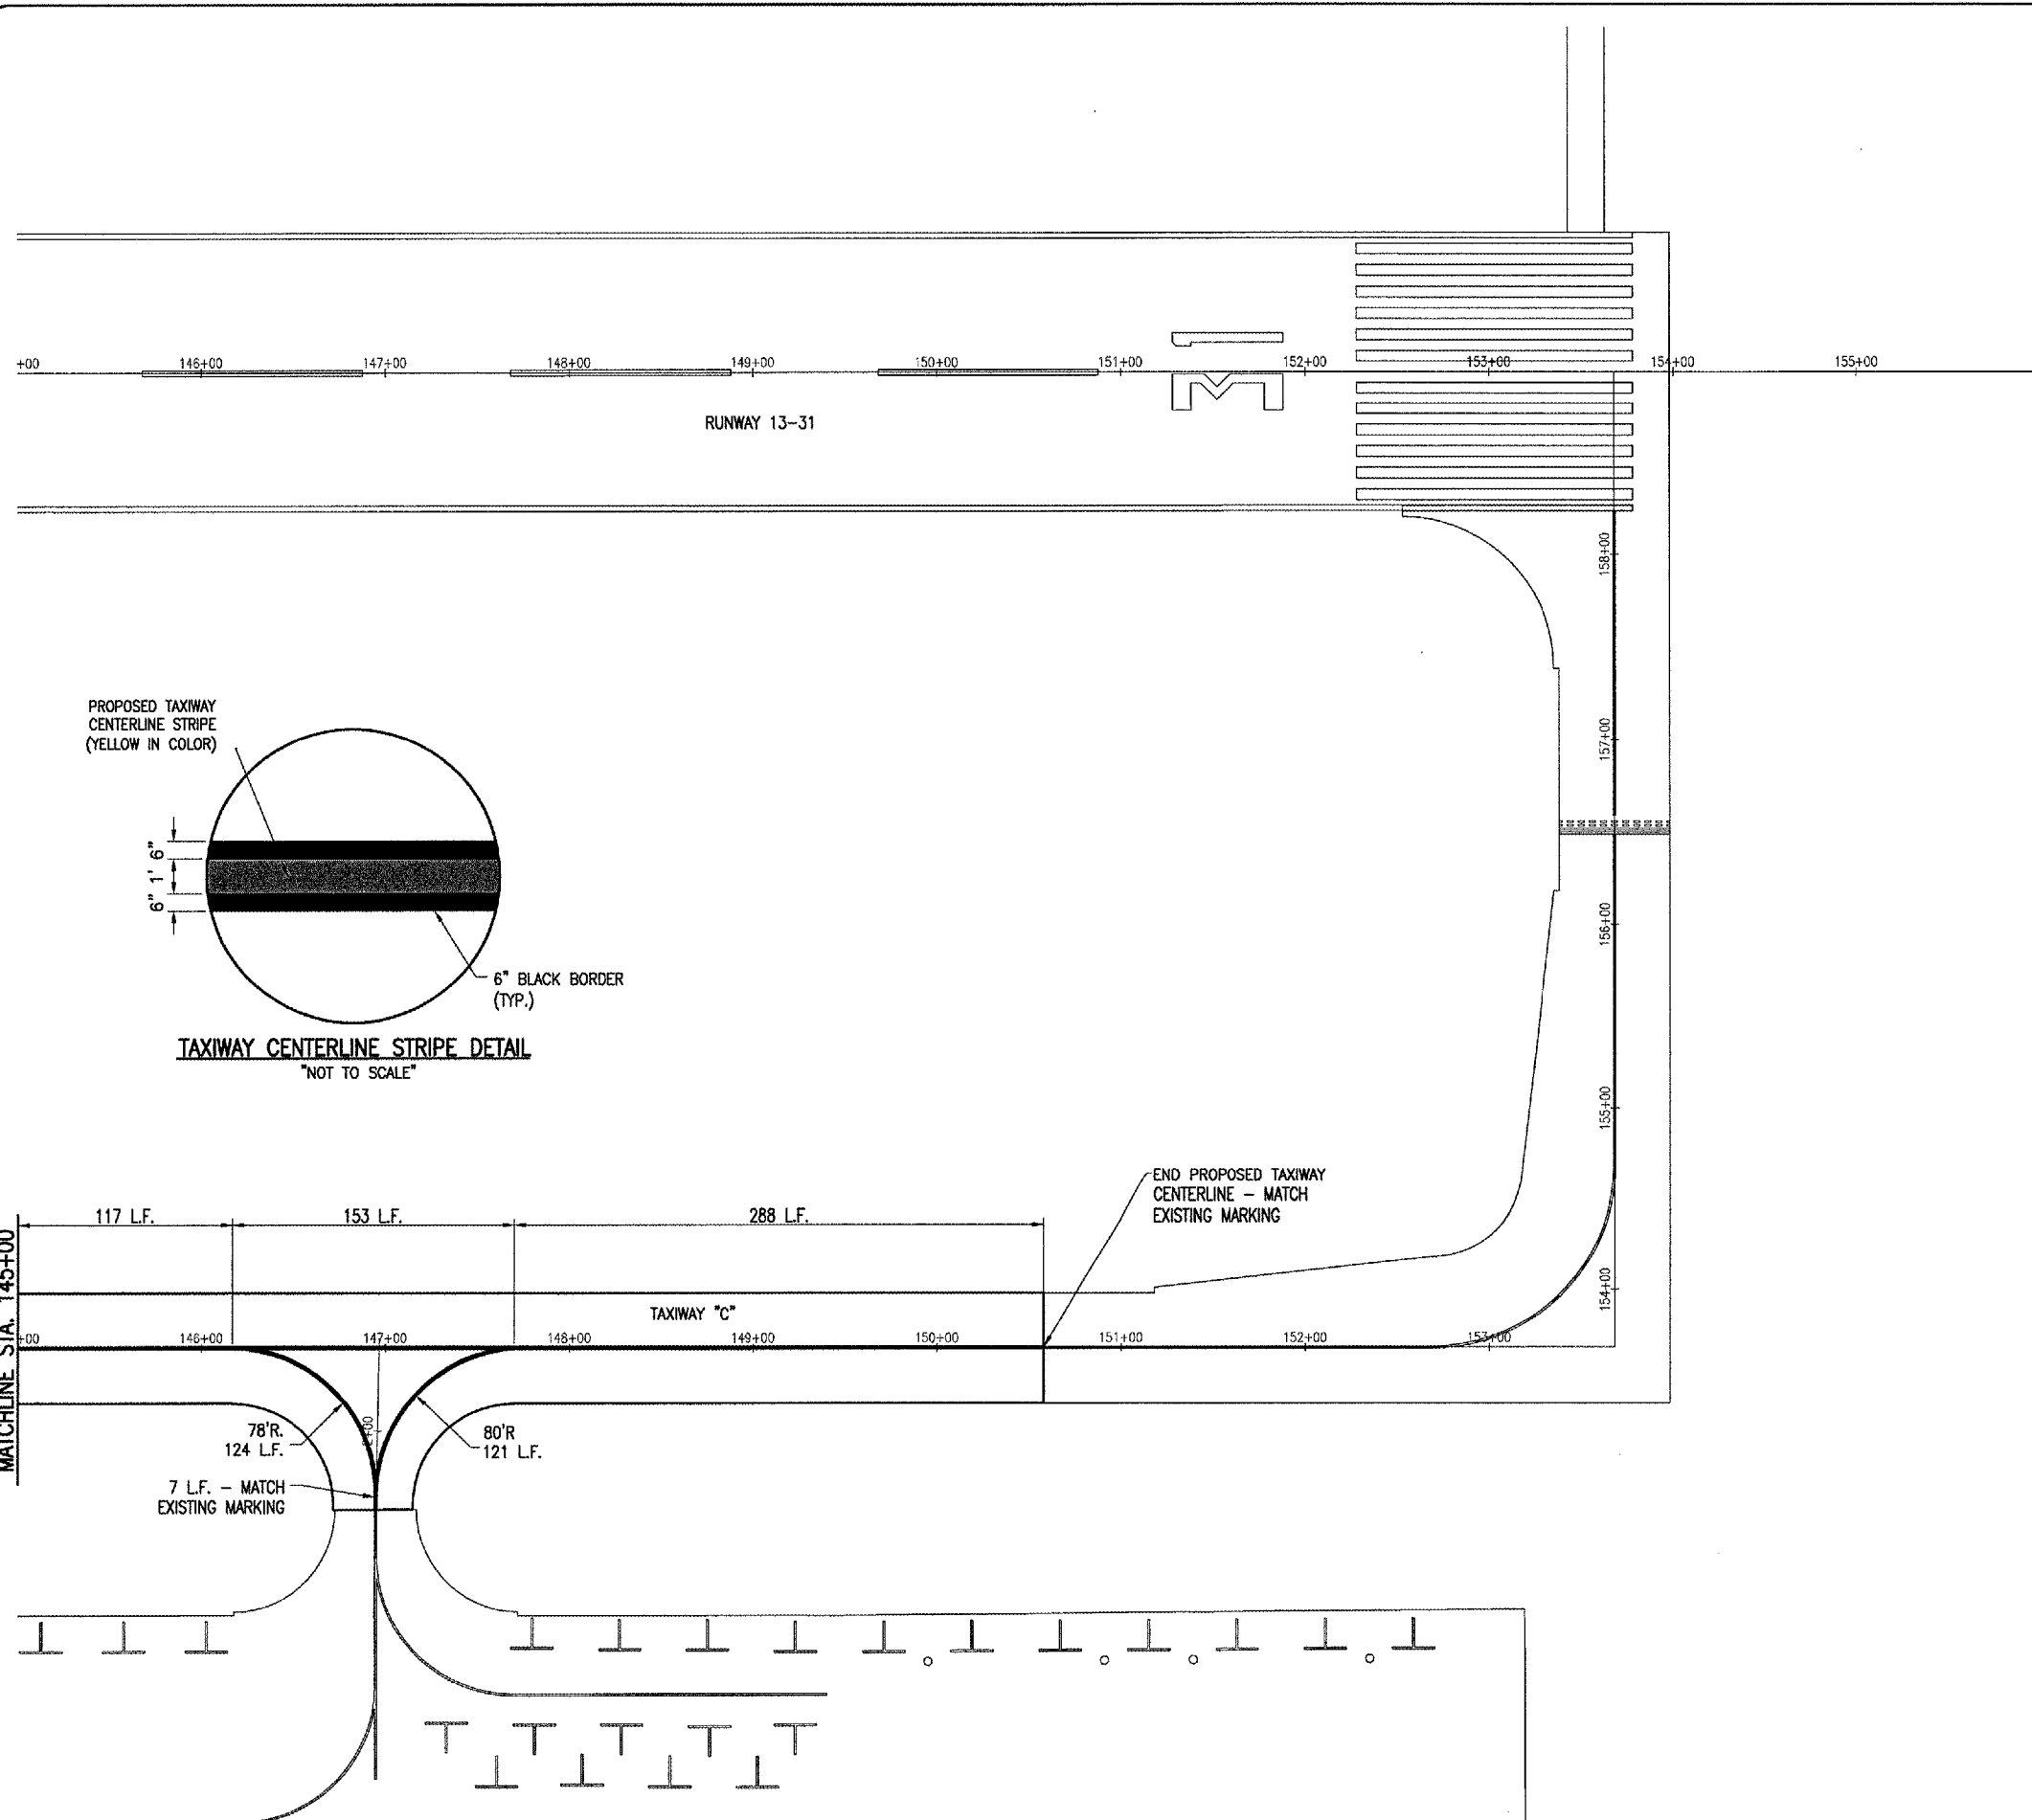 +00
146+00
147+00
148+00
149+00
150+00
151+00
152+00
153+00
154+00
155+00
RUNWAY 13-31
158+00
157+00
156+00
155+00
154+00
PROPOSED TAXIWAY
CENTERLINE STRIPE
(YELLOW IN COLOR)
6" 1' 6"
6" BLACK BORDER
(TYP.)
TAXIWAY CENTERLINE STRIPE DETAIL
"NOT TO SCALE"
END PROPOSED TAXIWAY
CENTERLINE - MATCH
EXISTING MARKING
MATCHLINE STA. 145+00
117 L.F.
153 L.F.
288 L.F.
TAXIWAY "C"
+00
146+00
147+00
148+00
149+00
150+00
151+00
152+00
153+00
78'R.
124 L.F.
80'R
121 L.F.
7 L.F. - MATCH
EXISTING MARKING